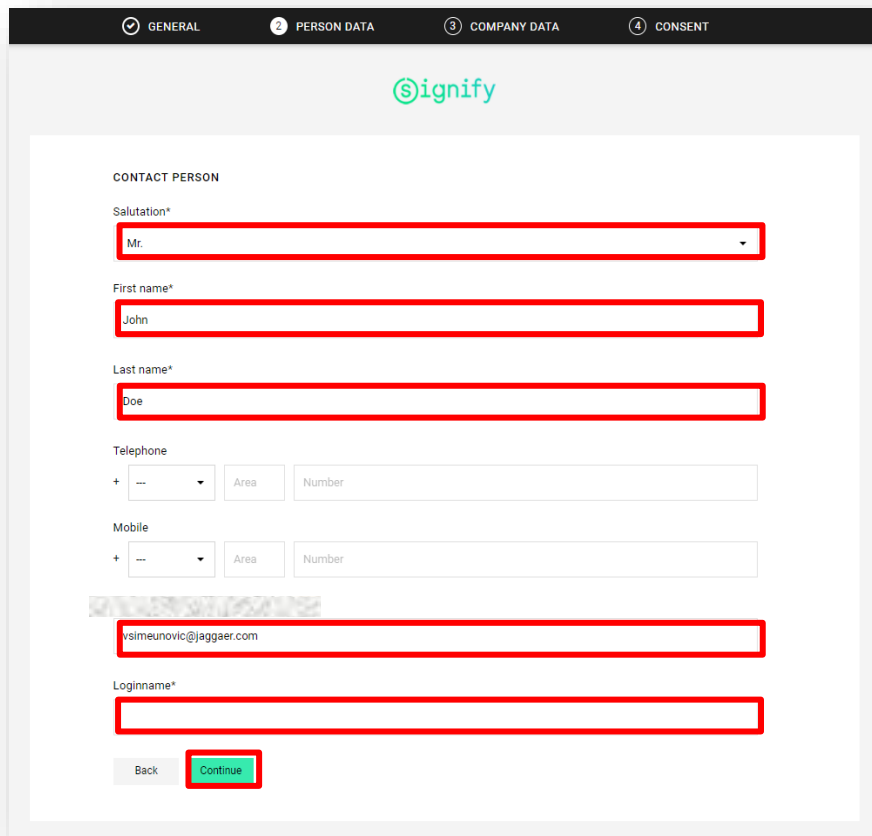 GENERAL 2 PERSON DATA 3 COMPANY DATA 4 CONSENT
signify
CONTACT PERSON
Salutation*
Mr.
First name*
John
Last name*
Doe
Telephone
+ --- Area Number
Mobile
+ --- Area Number
vsimeunovic@jaggaer.com
Loginname*
Back Continue